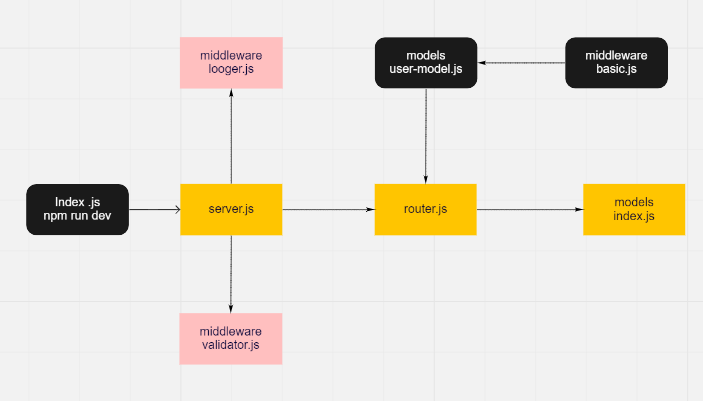 middleware
looger.js
models
user-model.js
middleware
basic.js
Index .js
npm run dev
server.js
router.js
models
index.js
middleware
validator.js